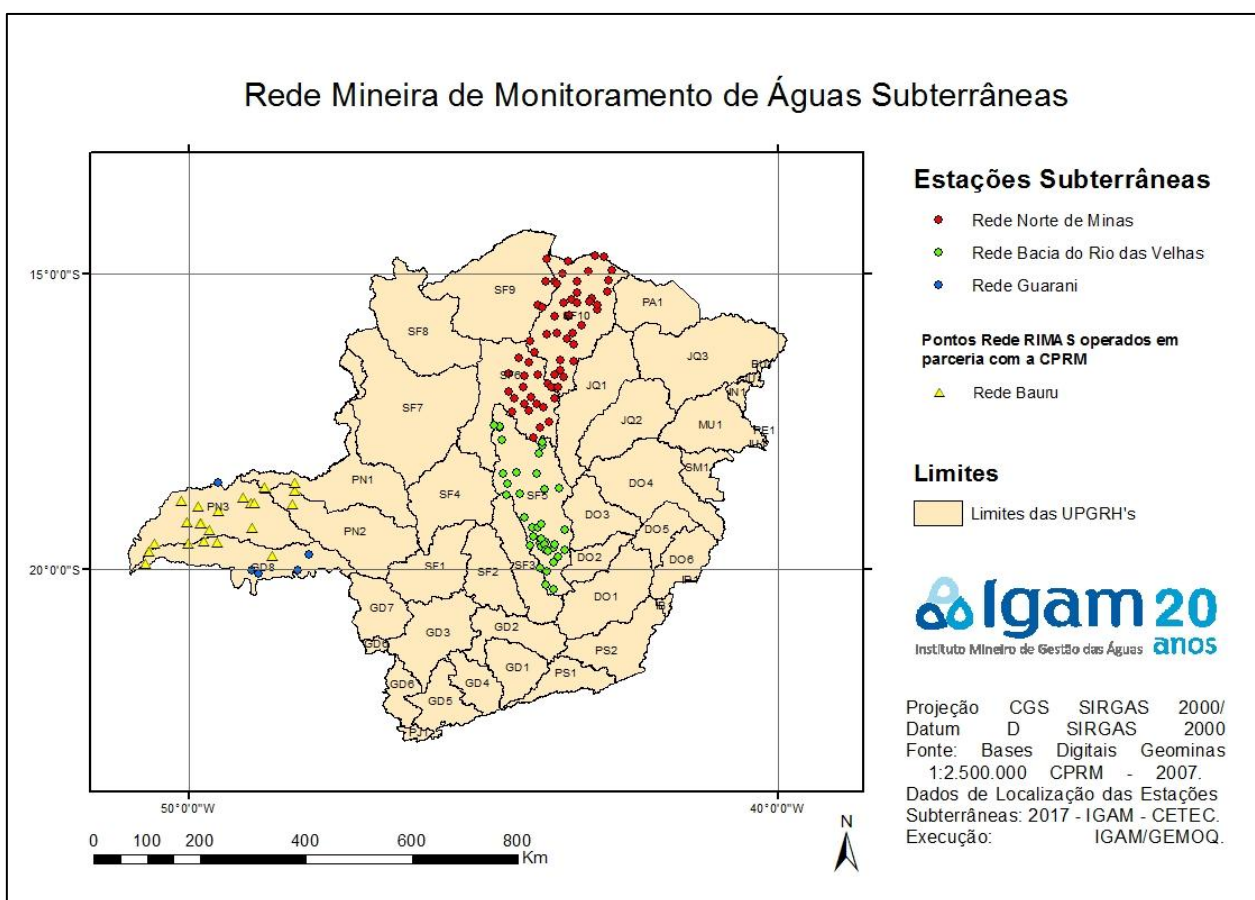 Rede Mineira de Monitoramento de Águas Subterrâneas
Estações Subterrâneas
Rede Norte de Minas
Rede Bacia do Rio das Velhas
Rede Guarani
Pontos Rede RIMAS operados em
parceria com a CPRM
Rede Bauru
Limites
Limites das UPGRH's
Igam 20
Instituto Mineiro de Gestão das Águas anos
Projeção CGS SIRGAS 2000/
Datum D SIRGAS 2000
Fonte: Bases Digitais Geominas
1:2.500.000 CPRM - 2007.
Dados de Localização das Estações
Subterrâneas: 2017 - IGAM - CETEC.
Execução: IGAM/GEMOQ.
15°0'0"S
20°0'0"S
50°0'0"W
40°0'0"W
SF9
SF8
PA1
SF10
JQ3
SF6
JQ1
SF7
JQ2
MU1
SM1
PN1
SF4
SF5
DO4
PN3
PN2
DO3
DO5
DO2
DO6
GD8
SF1
SF2
SF3
DO1
GD7
GD3
GD2
PS2
GD6
GD1
PS1
GD6
GD5
GD4
PJ1
0 100 200 400 600 800
Km
N